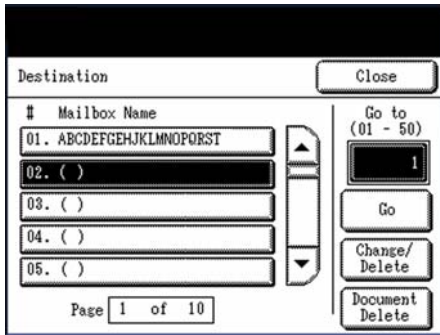 Destination
Close
# Mailbox Name
01. ABCDEFGEHJKLMNOPQRST
02. ( )
03. ( )
04. ( )
05. ( )
Page 1 of 10
Go to
(01 - 50)
1
Go
Change/
Delete
Document
Delete